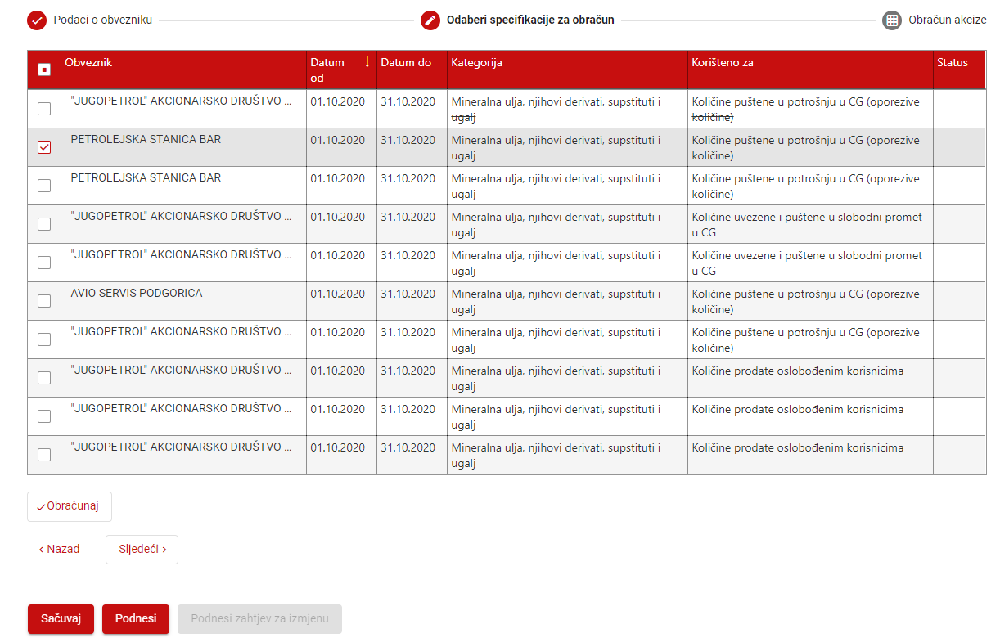 Podaci o obvezniku
Odaberi specifikacije za obračun
Obračun akcize
Obveznik
Datum od
Datum do
Kategorija
Korišteno za
Status
"JUGOPETROL" AKCIONARSKO DRUŠTVO ...
01.10.2020
31.10.2020
Mineralna ulja, njihovi derivati, supstituti i
ugalj
Količine puštene u potrošnju u CG (oporezive
količine)
-
PETROLEJSKA STANICA BAR
01.10.2020
31.10.2020
Mineralna ulja, njihovi derivati, supstituti i
ugalj
Količine puštene u potrošnju u CG (oporezive
količine)
PETROLEJSKA STANICA BAR
01.10.2020
31.10.2020
Mineralna ulja, njihovi derivati, supstituti i
ugalj
Količine puštene u potrošnju u CG (oporezive
količine)
"JUGOPETROL" AKCIONARSKO DRUŠTVO ...
01.10.2020
31.10.2020
Mineralna ulja, njihovi derivati, supstituti i
ugalj
Količine uvezene i puštene u slobodni promet
u CG
"JUGOPETROL" AKCIONARSKO DRUŠTVO ...
01.10.2020
31.10.2020
Mineralna ulja, njihovi derivati, supstituti i
ugalj
Količine uvezene i puštene u slobodni promet
u CG
AVIO SERVIS PODGORICA
01.10.2020
31.10.2020
Mineralna ulja, njihovi derivati, supstituti i
ugalj
Količine puštene u potrošnju u CG (oporezive
količine)
"JUGOPETROL" AKCIONARSKO DRUŠTVO ...
01.10.2020
31.10.2020
Mineralna ulja, njihovi derivati, supstituti i
ugalj
Količine puštene u potrošnju u CG (oporezive
količine)
"JUGOPETROL" AKCIONARSKO DRUŠTVO ...
01.10.2020
31.10.2020
Mineralna ulja, njihovi derivati, supstituti i
ugalj
Količine prodate oslobođenim korisnicima
"JUGOPETROL" AKCIONARSKO DRUŠTVO ...
01.10.2020
31.10.2020
Mineralna ulja, njihovi derivati, supstituti i
ugalj
Količine prodate oslobođenim korisnicima
"JUGOPETROL" AKCIONARSKO DRUŠTVO ...
01.10.2020
31.10.2020
Mineralna ulja, njihovi derivati, supstituti i
ugalj
Količine prodate oslobođenim korisnicima
Obračunaj
‹ Nazad
Sljedeći ›
Sačuvaj
Podnesi
Podnesi zahtjev za izmjenu